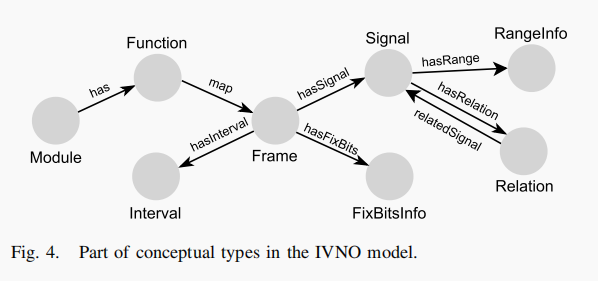 Function
Signal
RangeInfo
has
map
hasSignal
hasRange
hasRelation
relatedSignal
Module
hasInterval
Frame
hasFixBits
Relation
Interval
FixBitsInfo
Fig. 4. Part of conceptual types in the IVNO model.